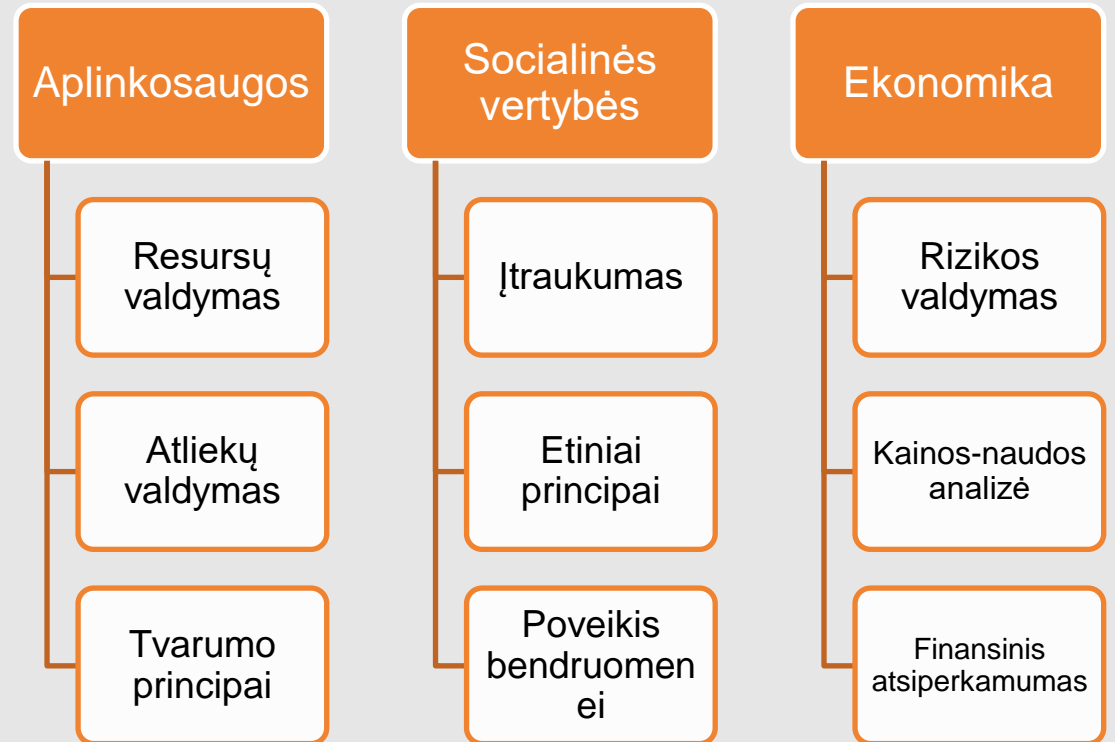 Aplinkosaugos
Resursų
valdymas
Atliekų
valdymas
Tvarumo
principai
Socialinės
vertybės
Įtraukumas
Etiniai
principai
Poveikis
bendruomen
ei
Ekonomika
Rizikos
valdymas
Kainos-naudos
analizė
Finansinis
atsiperkamumas